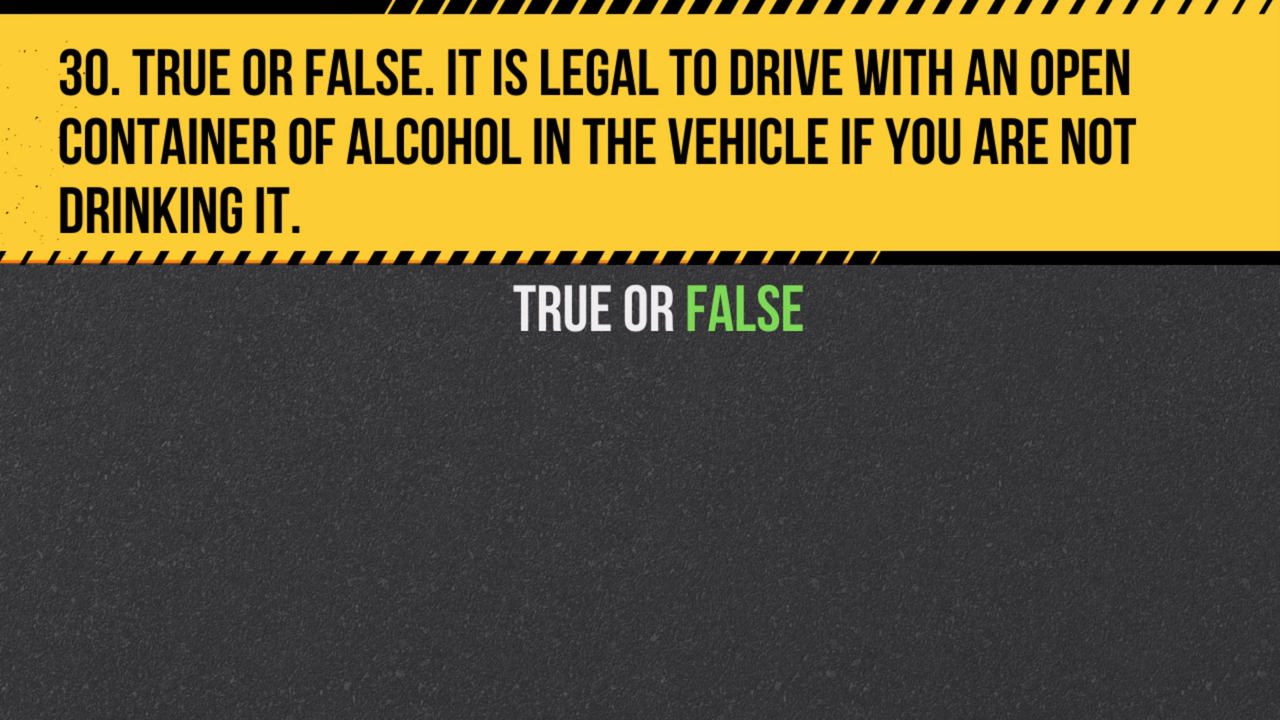 30. TRUE OR FALSE. IT IS LEGAL TO DRIVE WITH AN OPEN
CONTAINER OF ALCOHOL IN THE VEHICLE IF YOU ARE NOT
DRINKING IT.
TRUE OR FALSE